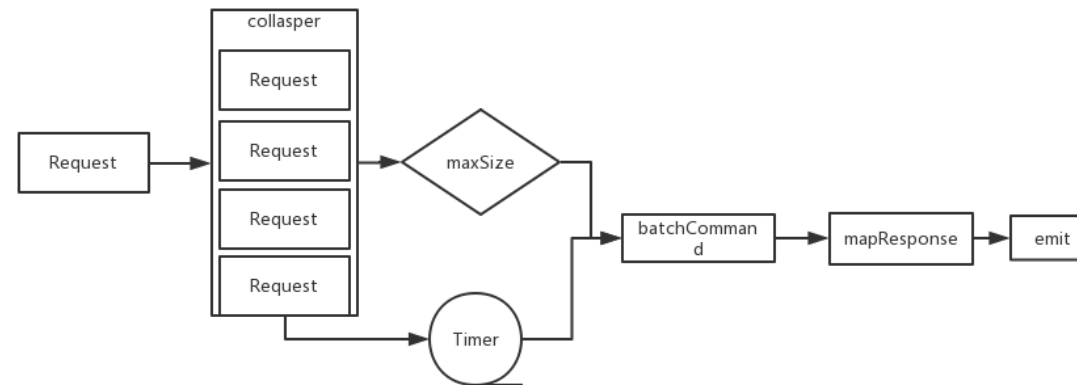 collasper
Request
Request
Request
Request
Request
maxSize
Timer
batchComman
d
mapResponse
emit